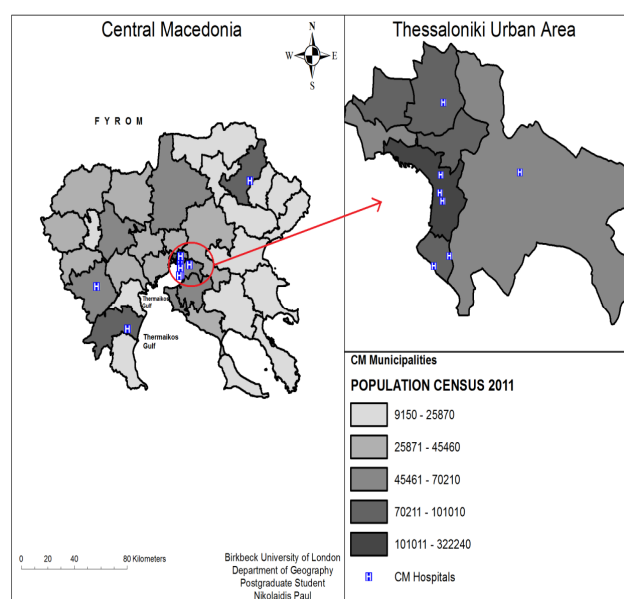 Central Macedonia
N
W E
S
F Y R O M
Thermaikos
Gulf
Thermaikos
Gulf
0 20 40 80 Kilometers
Birkbeck University of London
Department of Geography
Postgraduate Student
Nikolaidis Paul
Thessaloniki Urban Area
H
H
H
H
H
H
H
CM Municipalities
POPULATION CENSUS 2011
9150 - 25870
25871 - 45460
45461 - 70210
70211 - 101010
101011 - 322240
H CM Hospitals